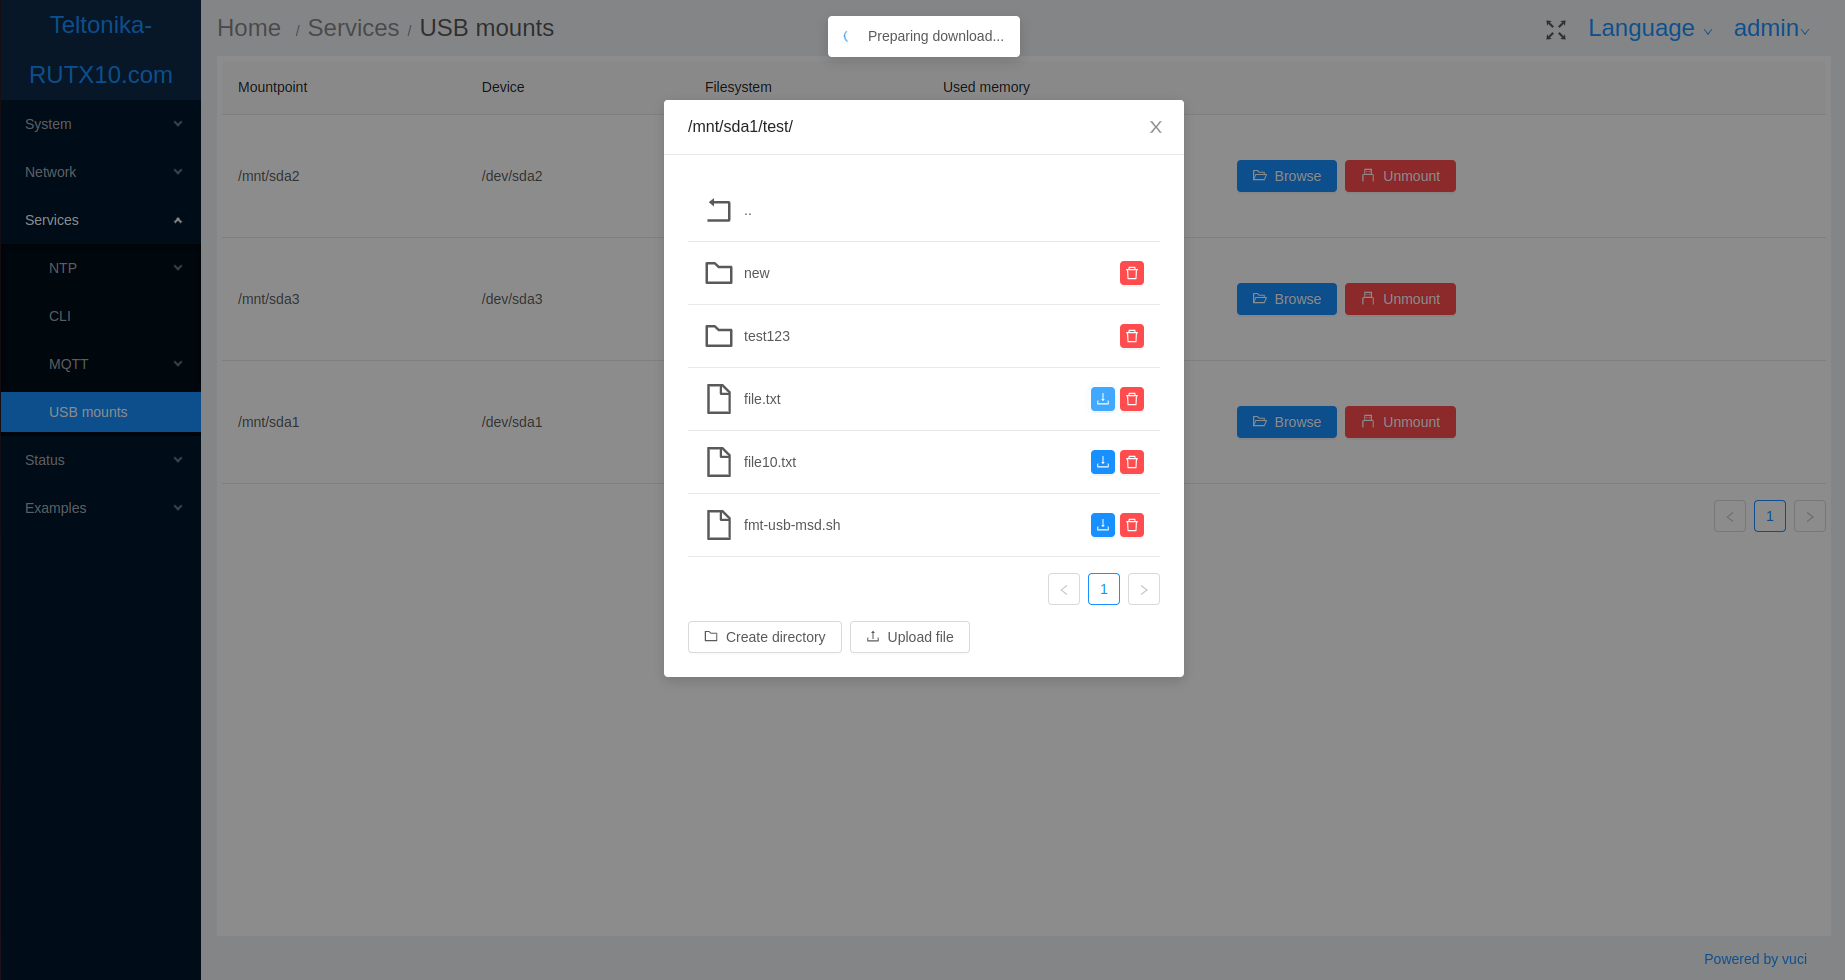 Teltonika-
RUTX10.com
System
Network
Services
NTP
CLI
MQTT
USB mounts
Status
Examples
Home / Services / USB mounts
Preparing download...
Language
admin
Mountpoint Device Filesystem Used memory
/mnt/sda2 /dev/sda2 Browse Unmount
/mnt/sda3 /dev/sda3 Browse Unmount
/mnt/sda1 /dev/sda1 Browse Unmount
< 1 >
/mnt/sda1/test/ X
..
new
test123
file.txt
file10.txt
fmt-usb-msd.sh
< 1 >
Create directory Upload file
Powered by vuci